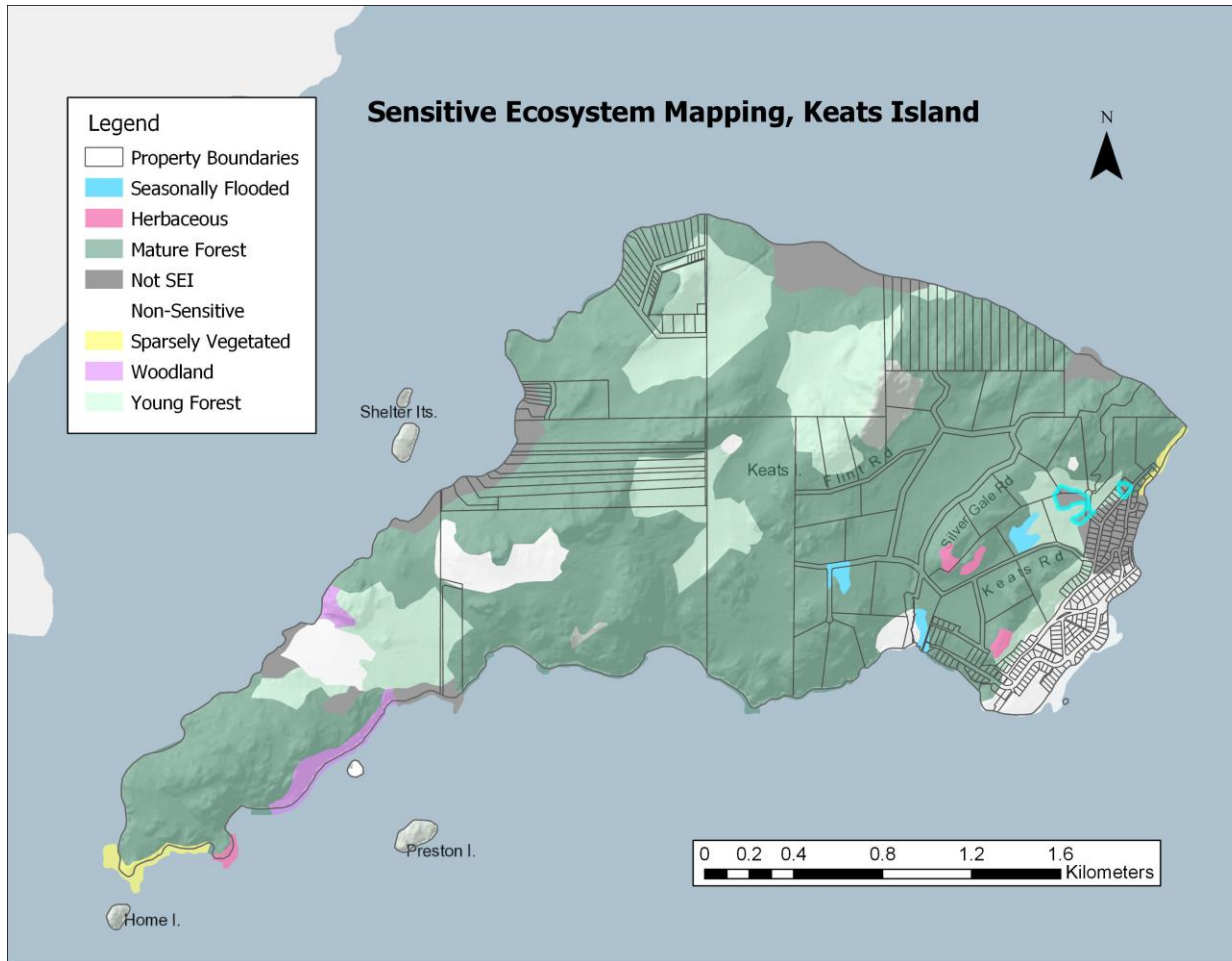 Sensitive Ecosystem Mapping, Keats Island
Legend
Property Boundaries
Seasonally Flooded
Herbaceous
Mature Forest
Not SEI
Non-Sensitive
Sparsely Vegetated
Woodland
Young Forest
N
Shelter Its.
Keats I.
Flint Rd
Silver Gale Rd
Keats Rd
Preston I.
Home I.
0 0.2 0.4 0.8 1.2 1.6
Kilometers